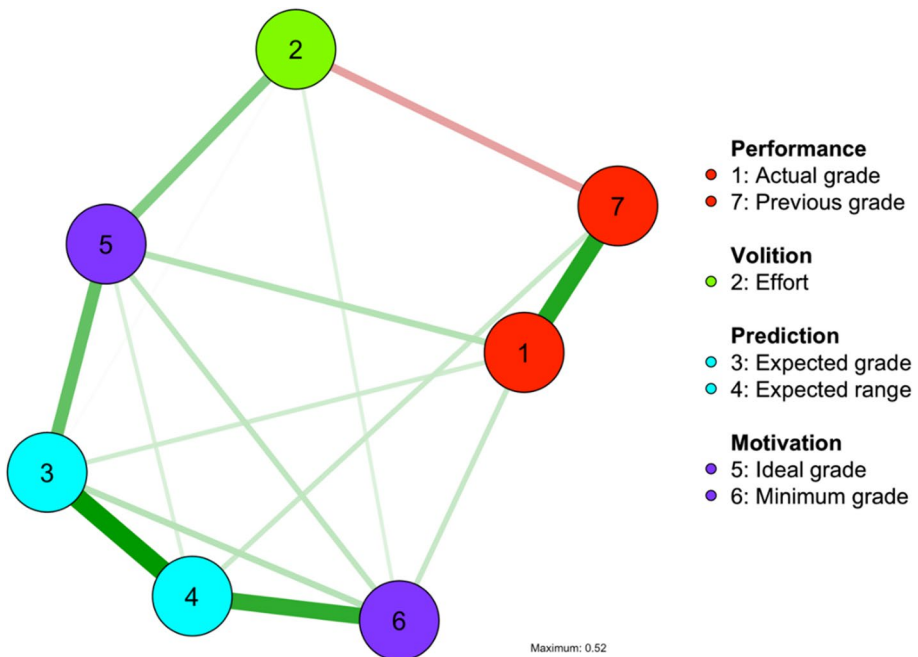 2
7
5
1
3
4
6
Performance
1: Actual grade
7: Previous grade
Volition
2: Effort
Prediction
3: Expected grade
4: Expected range
Motivation
5: Ideal grade
6: Minimum grade
Maximum: 0.52